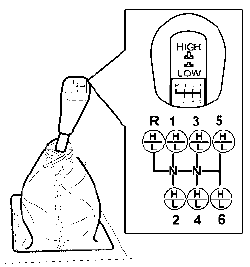 HIGH
LOW
R 1 3 5
H H H H
L L L L
N N
H H H
L L L
2 4 6